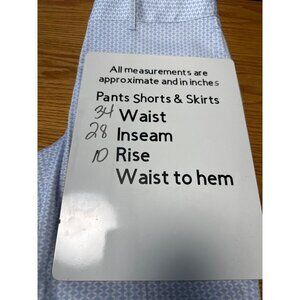 All measurements are
approximate and in inches
Pants Shorts & Skirts
34 Waist
28 Inseam
10 Rise
Waist to hem